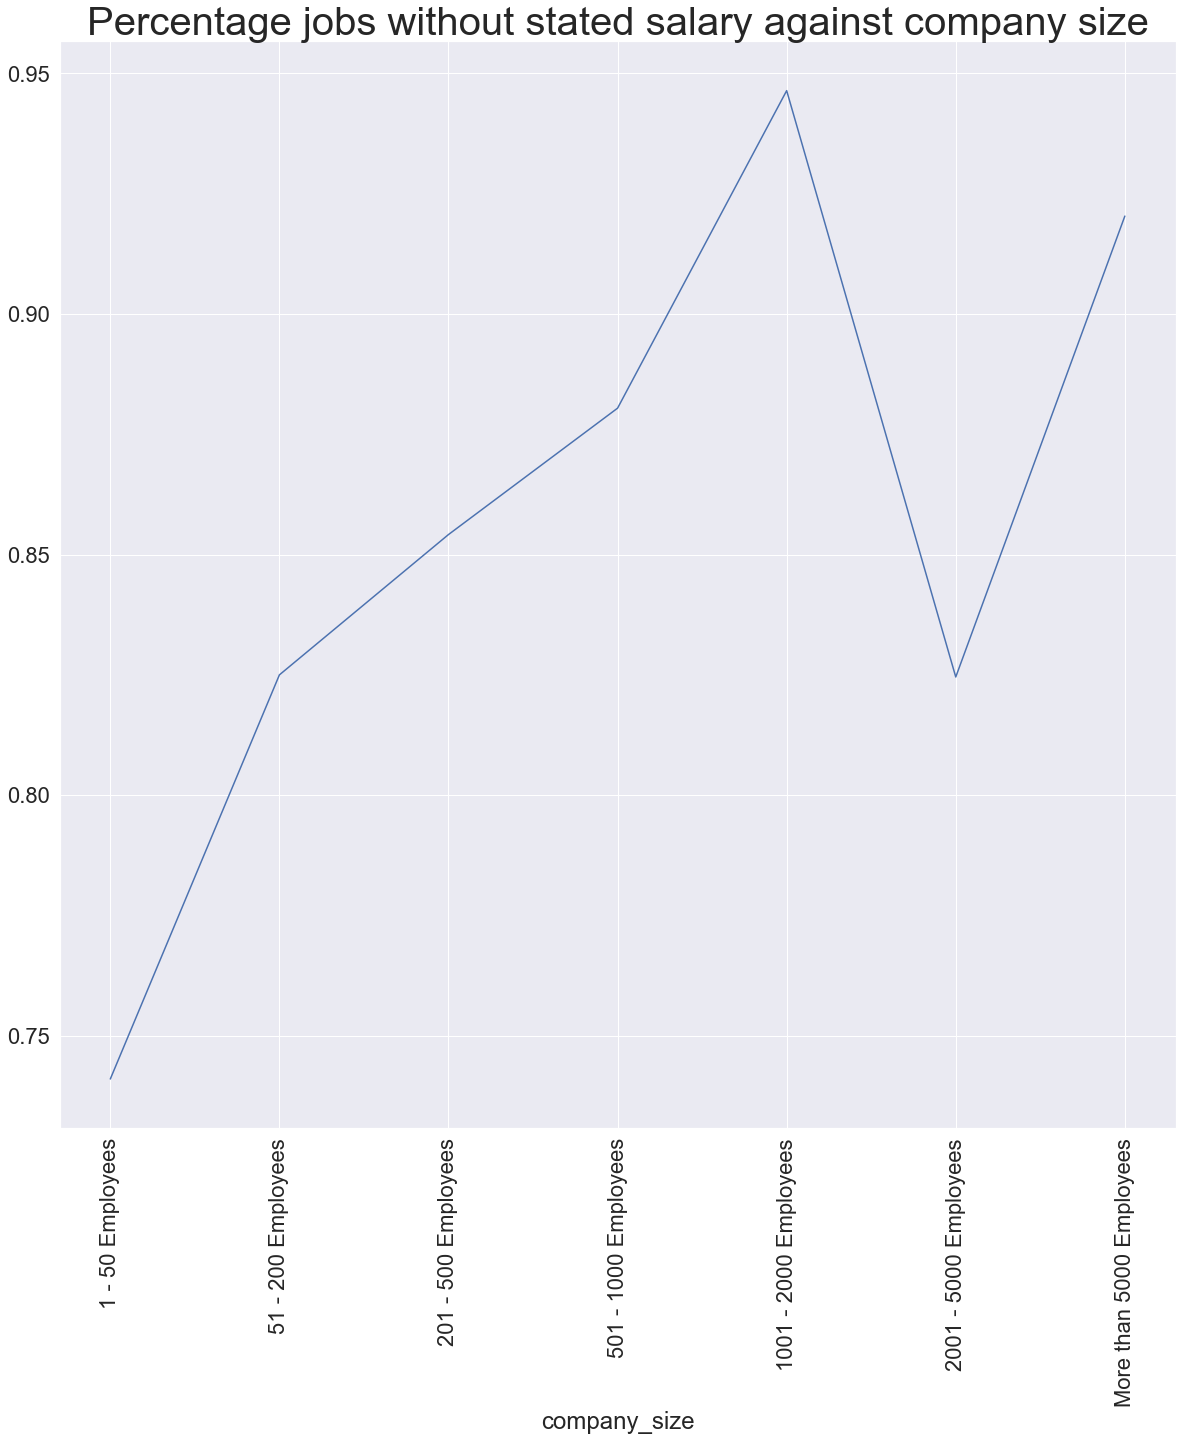 Percentage jobs without stated salary against company size
0.95
0.90
0.85
0.80
0.75
1 - 50 Employees
51 - 200 Employees
201 - 500 Employees
501 - 1000 Employees
1001 - 2000 Employees
2001 - 5000 Employees
More than 5000 Employees
company_size